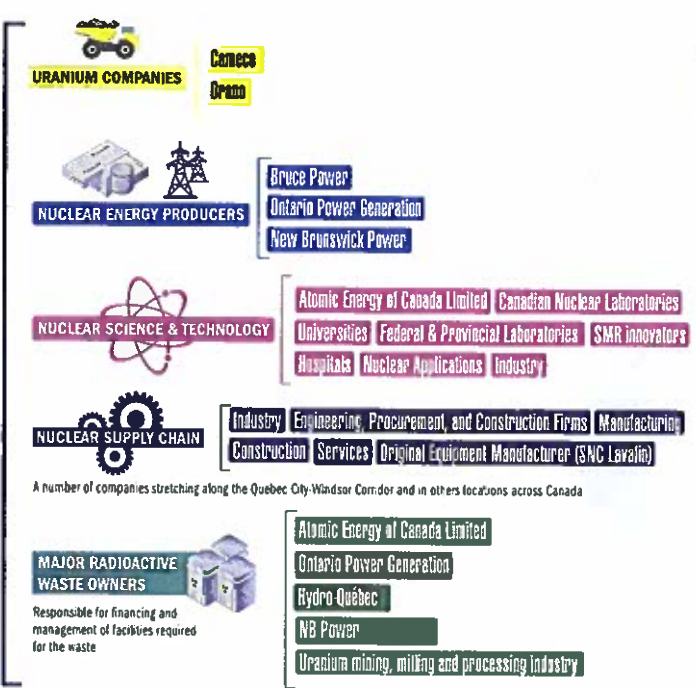 URANIUM COMPANIES
Cameco
Orano
NUCLEAR ENERGY PRODUCERS
Bruce Power
Ontario Power Generation
New Brunswick Power
NUCLEAR SCIENCE & TECHNOLOGY
Atomic Energy of Canada Limited Canadian Nuclear Laboratories
Universities Federal & Provincial Laboratories SMR innovators
Hospitals Nuclear Applications Industry
NUCLEAR SUPPLY CHAIN
Industry Engineering, Procurement, and Construction Firms Manufacturing
Construction Services Original Equipment Manufacturer (SNC Lavalin)
A number of companies stretching along the Quebec City-Windsor Corridor and in others locations across Canada
MAJOR RADIOACTIVE
WASTE OWNERS
Responsible for financing and
management of facilities required
for the waste
Atomic Energy of Canada Limited
Ontario Power Generation
Hydro-Québec
NB Power
Uranium mining, milling and processing industry